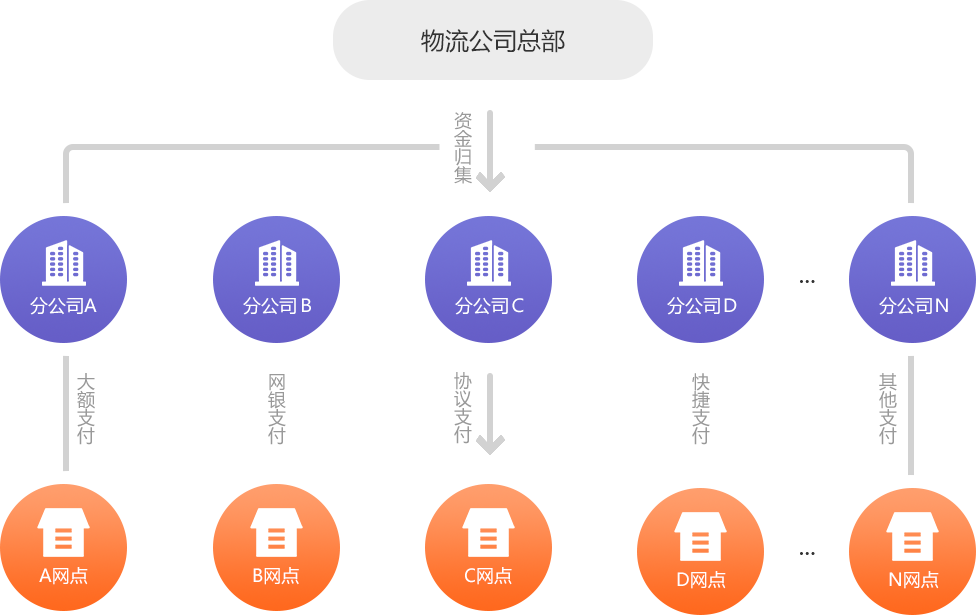 物流公司总部
资金归集
分公司A
分公司B
分公司C
分公司D
...
分公司N
大额支付
网银支付
协议支付
快捷支付
其他支付
A网点
B网点
C网点
D网点
...
N网点